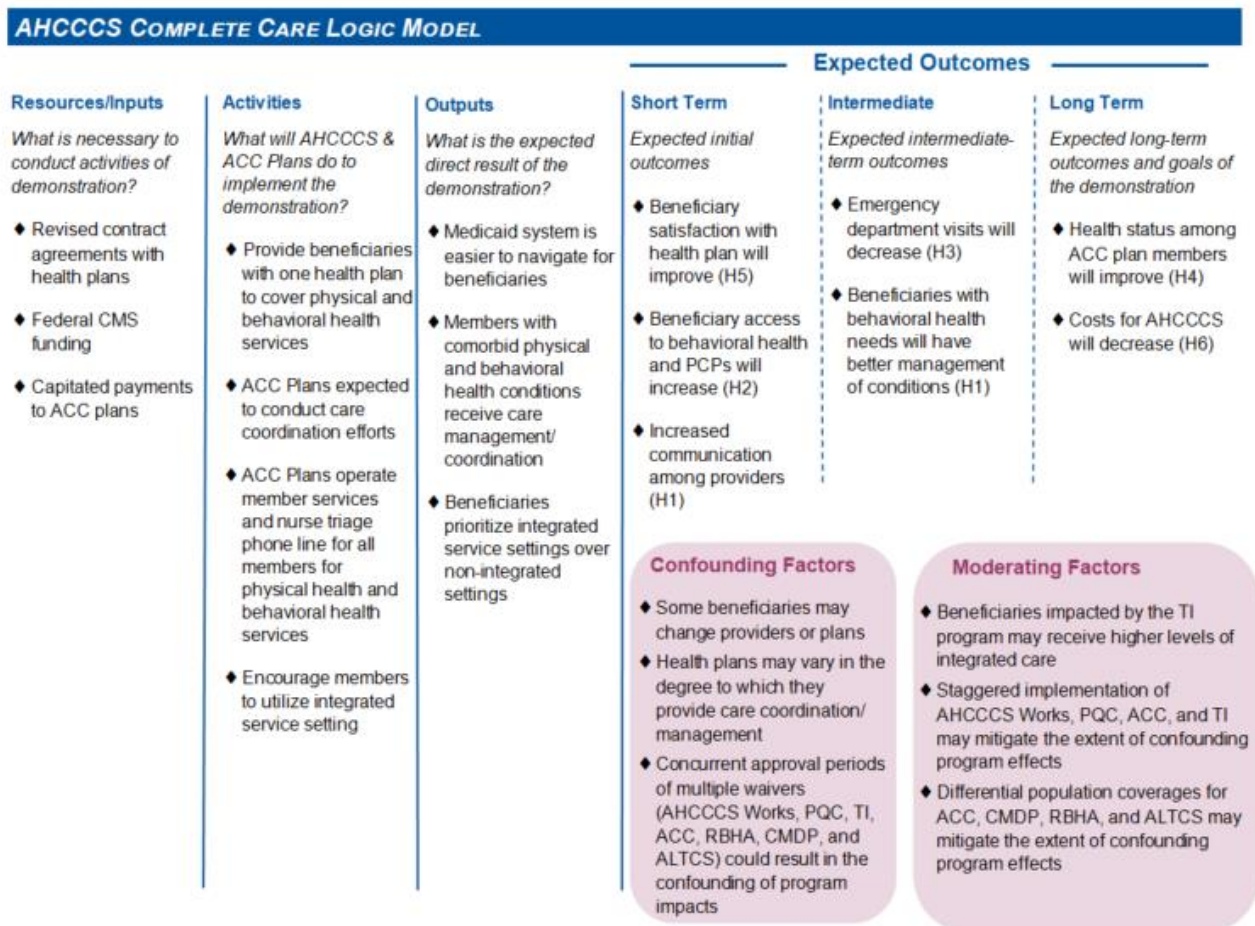 AHCCCS COMPLETE CARE LOGIC MODEL
Expected Outcomes
Resources/Inputs
What is necessary to
conduct activities of
demonstration?
♦ Revised contract
agreements with
health plans
♦ Federal CMS
funding
♦ Capitated payments
to ACC plans
Activities
What will AHCCCS &
ACC Plans do to
implement the
demonstration?
♦ Provide beneficiaries
with one health plan
to cover physical and
behavioral health
services
♦ ACC Plans expected
to conduct care
coordination efforts
♦ ACC Plans operate
member services
and nurse triage
phone line for all
members for
physical health and
behavioral health
services
♦ Encourage members
to utilize integrated
service setting
Outputs
What is the expected
direct result of the
demonstration?
♦ Medicaid system is
easier to navigate for
beneficiaries
♦ Members with
comorbid physical
and behavioral
health conditions
receive care
management/
coordination
♦ Beneficiaries
prioritize integrated
service settings over
non-integrated
settings
Short Term
Expected initial
outcomes
♦ Beneficiary
satisfaction with
health plan will
improve (H5)
♦ Beneficiary access
to behavioral health
and PCPs will
increase (H2)
♦ Increased
communication
among providers
(H1)
Intermediate
Expected intermediate-
term outcomes
♦ Emergency
department visits will
decrease (H3)
♦ Beneficiaries with
behavioral health
needs will have
better management
of conditions (H1)
Long Term
Expected long-term
outcomes and goals of
the demonstration
♦ Health status among
ACC plan members
will improve (H4)
♦ Costs for AHCCCS
will decrease (H6)
Confounding Factors
♦ Some beneficiaries may
change providers or plans
♦ Health plans may vary in the
degree to which they
provide care coordination/
management
♦ Concurrent approval periods
of multiple waivers
(AHCCCS Works, PQC, TI,
ACC, RBHA, CMDP, and
ALTCS) could result in the
confounding of program
impacts
Moderating Factors
♦ Beneficiaries impacted by the TI
program may receive higher levels of
integrated care
♦ Staggered implementation of
AHCCCS Works, PQC, ACC, and TI
may mitigate the extent of confounding
program effects
♦ Differential population coverages for
ACC, CMDP, RBHA, and ALTCS may
mitigate the extent of confounding
program effects